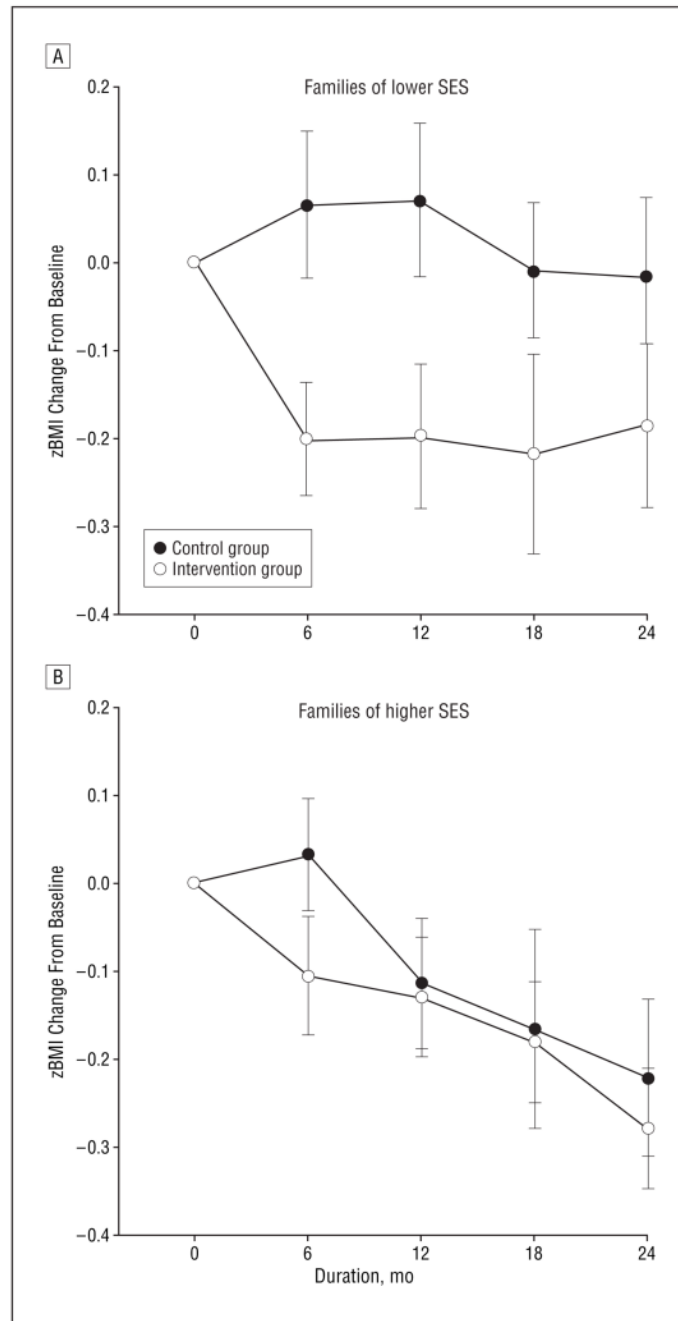 A
Families of lower SES
zBMI Change From Baseline
0.2
0.1
0.0
−0.1
−0.2
−0.3
−0.4
Control group
Intervention group
0 6 12 18 24
B
Families of higher SES
zBMI Change From Baseline
0.2
0.1
0.0
−0.1
−0.2
−0.3
−0.4
0 6 12 18 24
Duration, mo